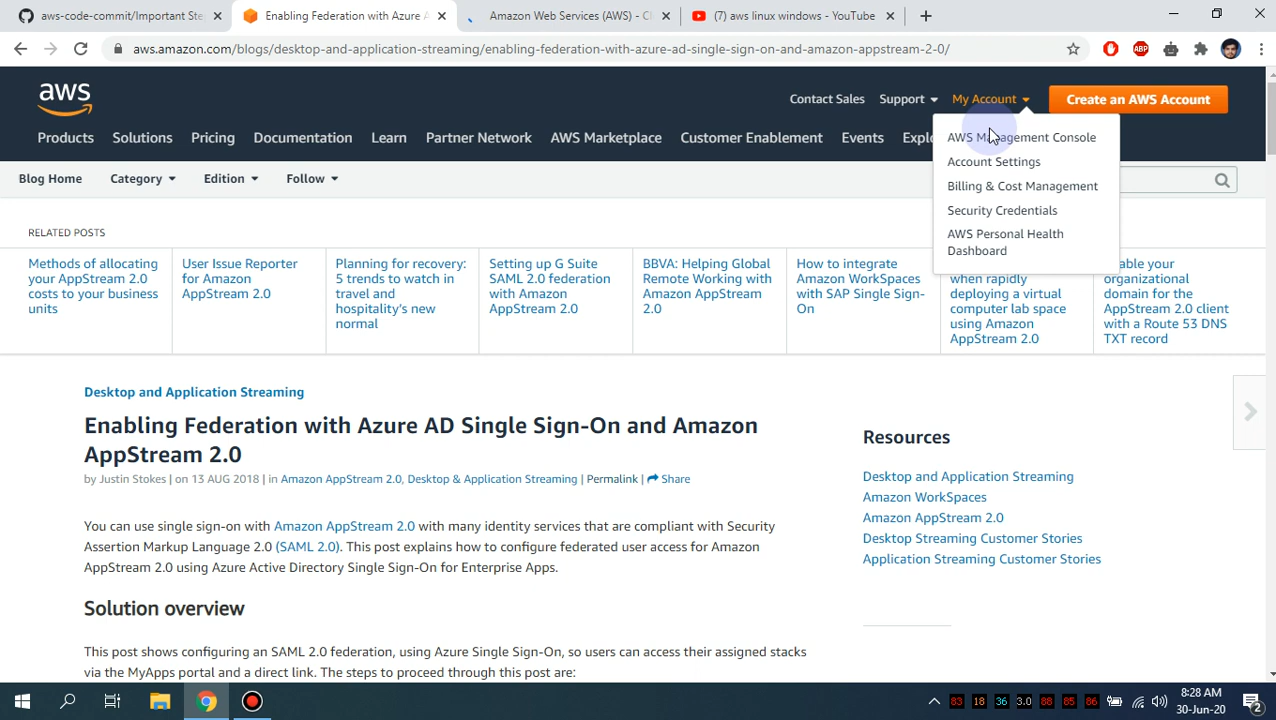 aws-code-commit/Important Ste
Enabling Federation with Azure A
Amazon Web Services (AWS) - Cl
(7) aws linux windows - YouTube
aws.amazon.com/blogs/desktop-and-application-streaming/enabling-federation-with-azure-ad-single-sign-on-and-amazon-appstream-2-0/
ABP
aws
Contact Sales
Support
My Account
Create an AWS Account
Products
Solutions
Pricing
Documentation
Learn
Partner Network
AWS Marketplace
Customer Enablement
Events
Explo
AWS Management Console
Account Settings
Billing & Cost Management
Security Credentials
AWS Personal Health
Dashboard
Blog Home
Category
Edition
Follow
RELATED POSTS
Methods of allocating
your AppStream 2.0
costs to your business
units
User Issue Reporter
for Amazon
AppStream 2.0
Planning for recovery:
5 trends to watch in
travel and
hospitality's new
normal
Setting up G Suite
SAML 2.0 federation
with Amazon
AppStream 2.0
BBVA: Helping Global
Remote Working with
Amazon AppStream
2.0
How to integrate
Amazon WorkSpaces
with SAP Single Sign-
On
when rapidly
deploying a virtual
computer lab space
using Amazon
AppStream 2.0
able your
organizational
domain for the
AppStream 2.0 client
with a Route 53 DNS
TXT record
Desktop and Application Streaming
Enabling Federation with Azure AD Single Sign-On and Amazon
AppStream 2.0
by Justin Stokes | on 13 AUG 2018 | in Amazon AppStream 2.0, Desktop & Application Streaming | Permalink | Share
You can use single sign-on with Amazon AppStream 2.0 with many identity services that are compliant with Security
Assertion Markup Language 2.0 (SAML 2.0). This post explains how to configure federated user access for Amazon
AppStream 2.0 using Azure Active Directory Single Sign-On for Enterprise Apps.
Solution overview
This post shows configuring an SAML 2.0 federation, using Azure Single Sign-On, so users can access their assigned stacks
via the MyApps portal and a direct link. The steps to proceed through this post are:
Resources
Desktop and Application Streaming
Amazon WorkSpaces
Amazon AppStream 2.0
Desktop Streaming Customer Stories
Application Streaming Customer Stories
83 18 36 3.0 88 85 86
8:28 AM
30-Jun-20
2